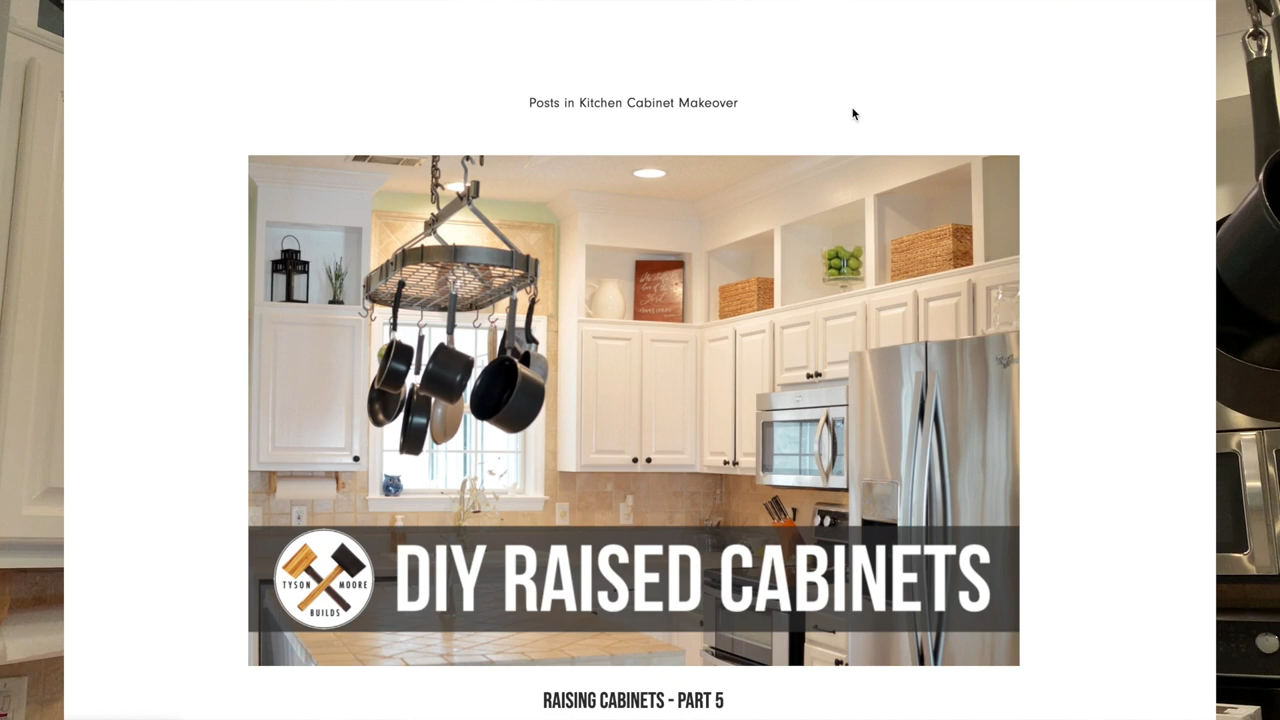 Posts in Kitchen Cabinet Makeover
TYSON MOORE
BUILDS
DIY RAISED CABINETS
RAISING CABINETS - PART 5